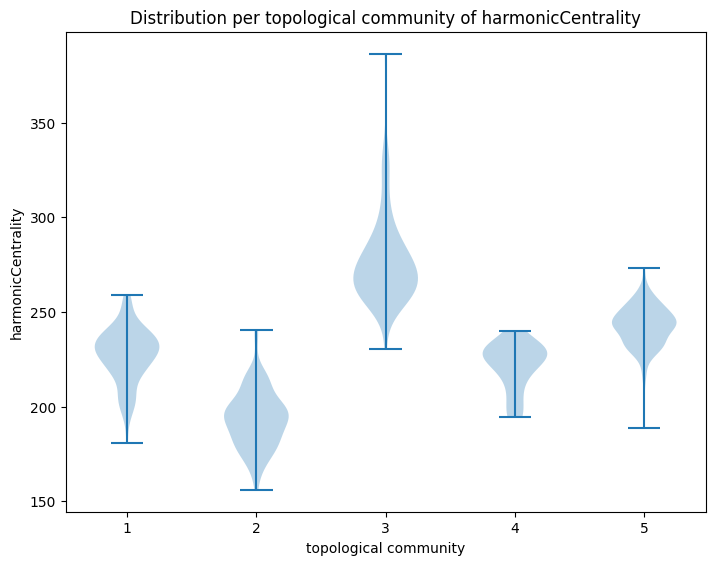 Distribution per topological community of harmonicCentrality
350
300
250
200
150
harmonicCentrality
1 2 3 4 5
topological community